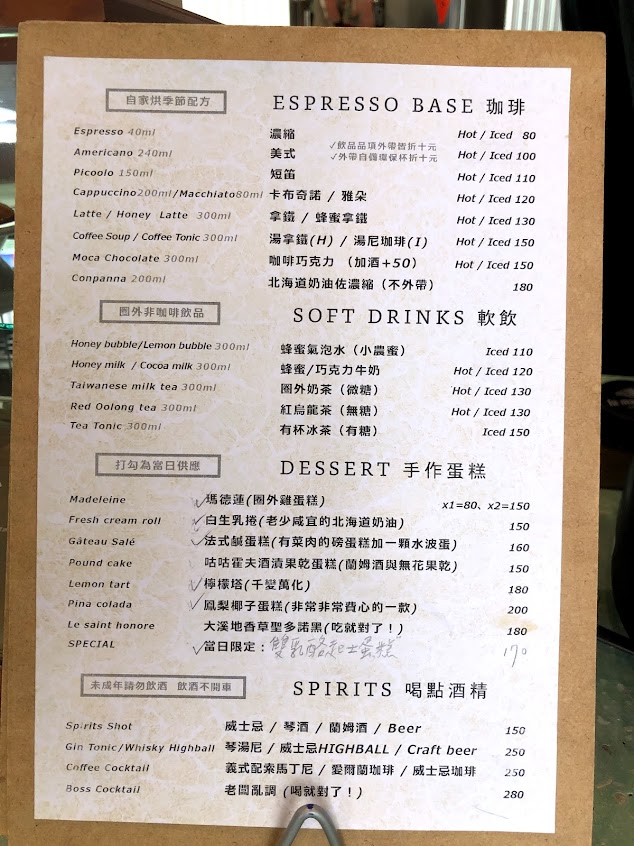 自家烘季節配方 ESPRESSO BASE 珈琲
Espresso 40ml 濃縮 Hot / Iced 80
✓飲品品項外帶皆折十元
Americano 240ml 美式 Hot / Iced 100
✓外帶自備環保杯折十元
Picoolo 150ml 短笛 Hot / Iced 110
Cappuccino200ml/Macchiato80ml 卡布奇諾 / 雅朵 Hot / Iced 120
Latte / Honey Latte 300ml 拿鐵 / 蜂蜜拿鐵 Hot / Iced 130
Coffee Soup / Coffee Tonic 300ml 湯拿鐵(H) / 湯尼珈琲(I) Hot / Iced 150
Moca Chocolate 300ml 咖啡巧克力 （加酒+50） Hot / Iced 150
Conpanna 200ml 北海道奶油佐濃縮（不外帶） 180
圈外非咖啡飲品 SOFT DRINKS 軟飲
Honey bubble/Lemon bubble 300ml 蜂蜜氣泡水（小農蜜） Iced 110
Honey milk / Cocoa milk 300ml 蜂蜜/巧克力牛奶 Hot / Iced 120
Taiwanese milk tea 300ml 圈外奶茶（微糖） Hot / Iced 130
Red Oolong tea 300ml 紅烏龍茶（無糖） Hot / Iced 130
Tea Tonic 300ml 有杯冰茶（有糖） Iced 150
打勾為當日供應 DESSERT 手作蛋糕
Madeleine ✓瑪德蓮(圈外雞蛋糕) x1=80、x2=150
Fresh cream roll ✓白生乳捲(老少咸宜的北海道奶油) 150
Gâteau Salé ✓法式鹹蛋糕(有菜肉的磅蛋糕加一顆水波蛋) 160
Pound cake 咕咕霍夫酒漬果乾蛋糕(蘭姆酒與無花果乾) 150
Lemon tart ✓檸檬塔(千變萬化) 180
Pina colada ✓鳳梨椰子蛋糕(非常非常費心的一款) 200
Le saint honore 大溪地香草聖多諾黑(吃就對了！) 180
SPECIAL ✓當日限定：雙乳酪起士蛋糕 170
未成年請勿飲酒 飲酒不開車 SPIRITS 喝點酒精
Spirits Shot 威士忌 / 琴酒 / 蘭姆酒 / Beer 150
Gin Tonic/Whisky Highball 琴湯尼 / 威士忌HIGHBALL / Craft beer 250
Coffee Cocktail 義式配索馬丁尼 / 愛爾蘭珈琲 / 威士忌珈琲 250
Boss Cocktail 老闆亂調 (喝就對了！) 280